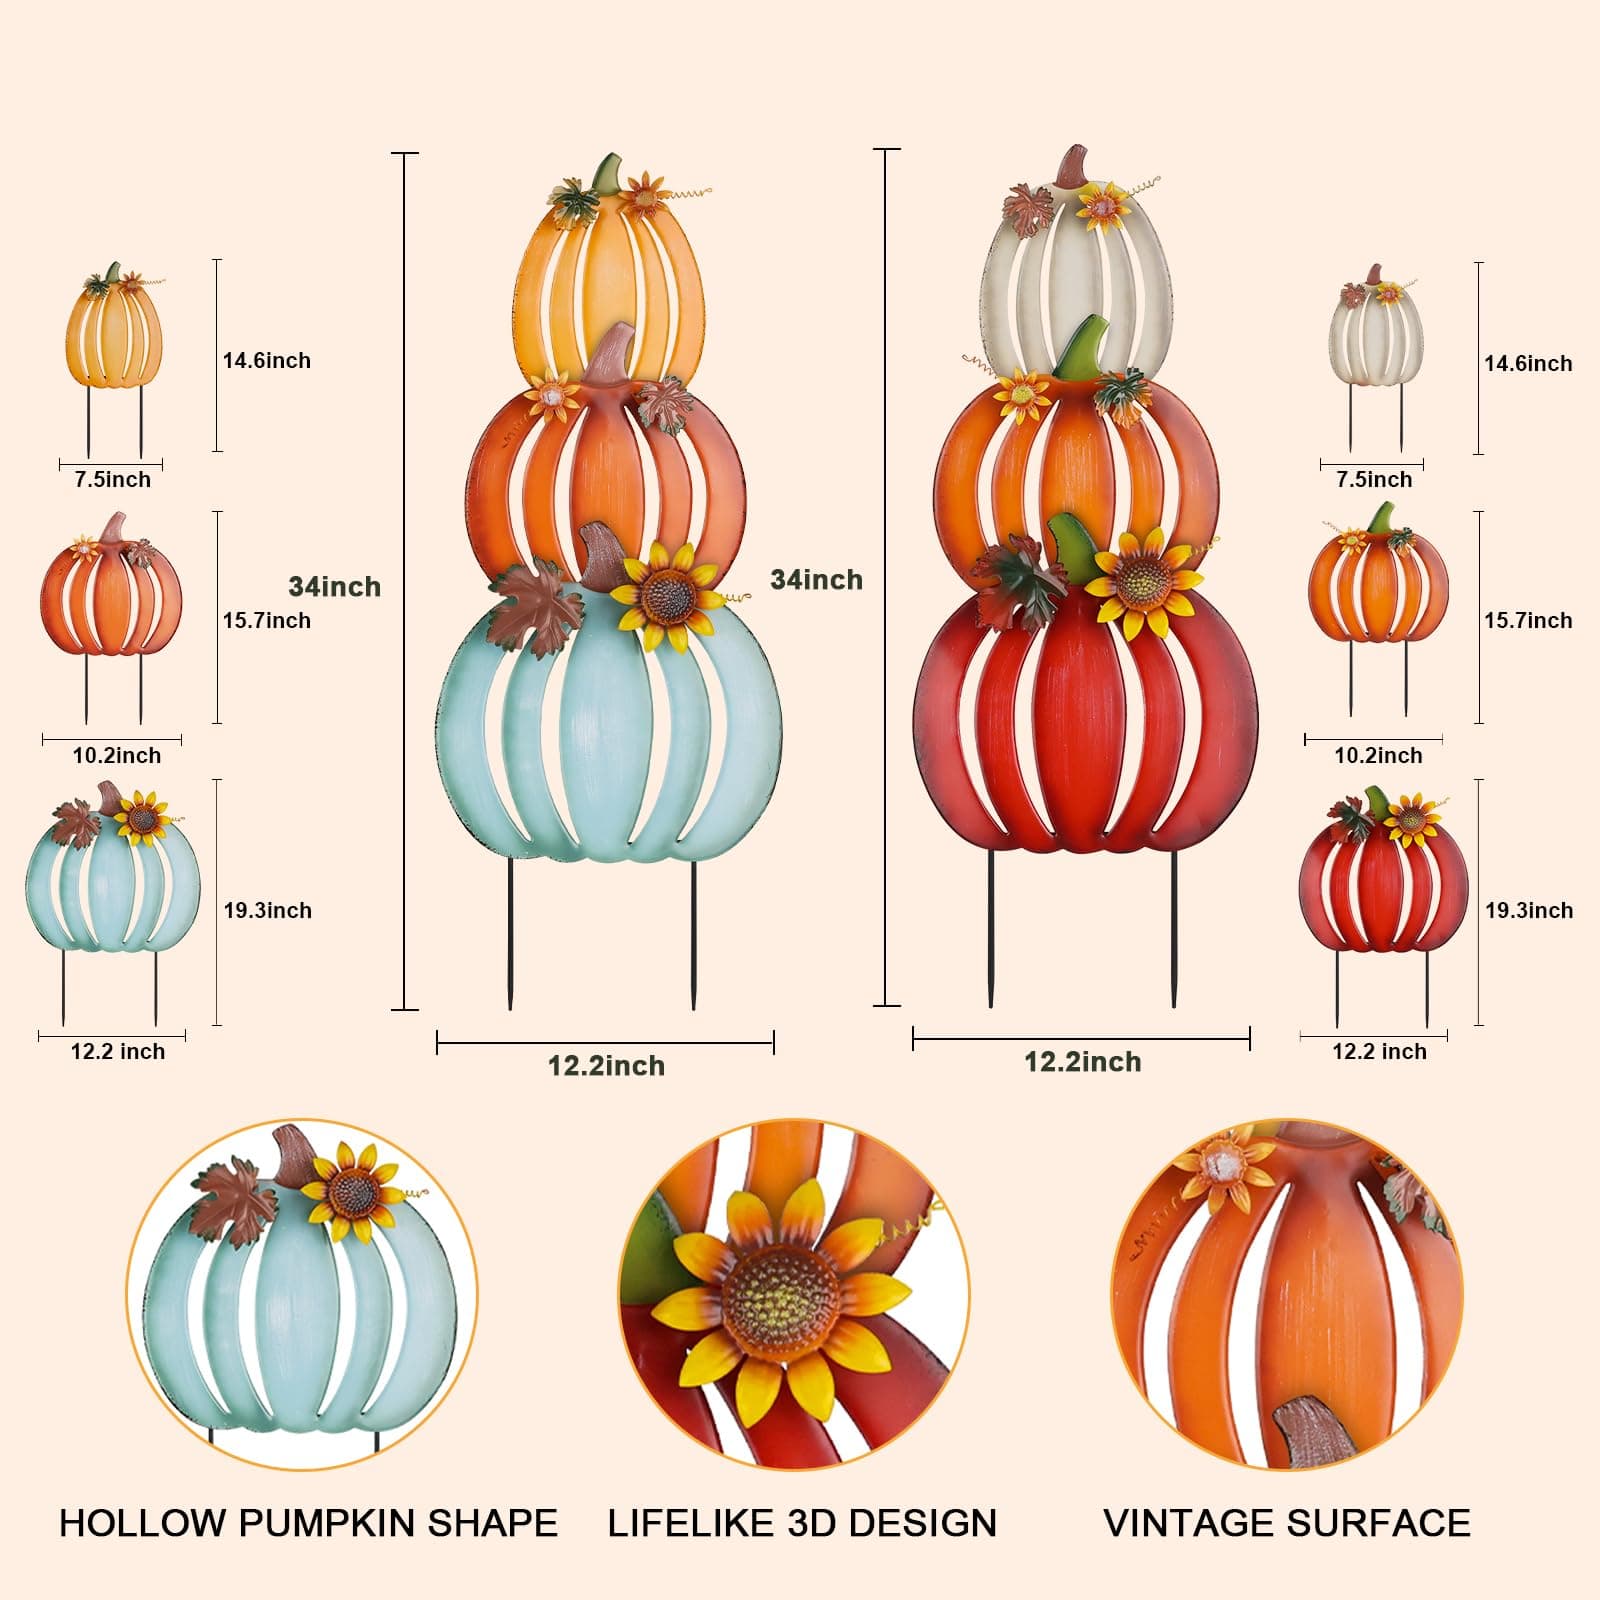 14.6inch
7.5inch
15.7inch
10.2inch
19.3inch
12.2 inch
34inch
12.2inch
34inch
12.2inch
14.6inch
7.5inch
15.7inch
10.2inch
19.3inch
12.2 inch
HOLLOW PUMPKIN SHAPE
LIFELIKE 3D DESIGN
VINTAGE SURFACE